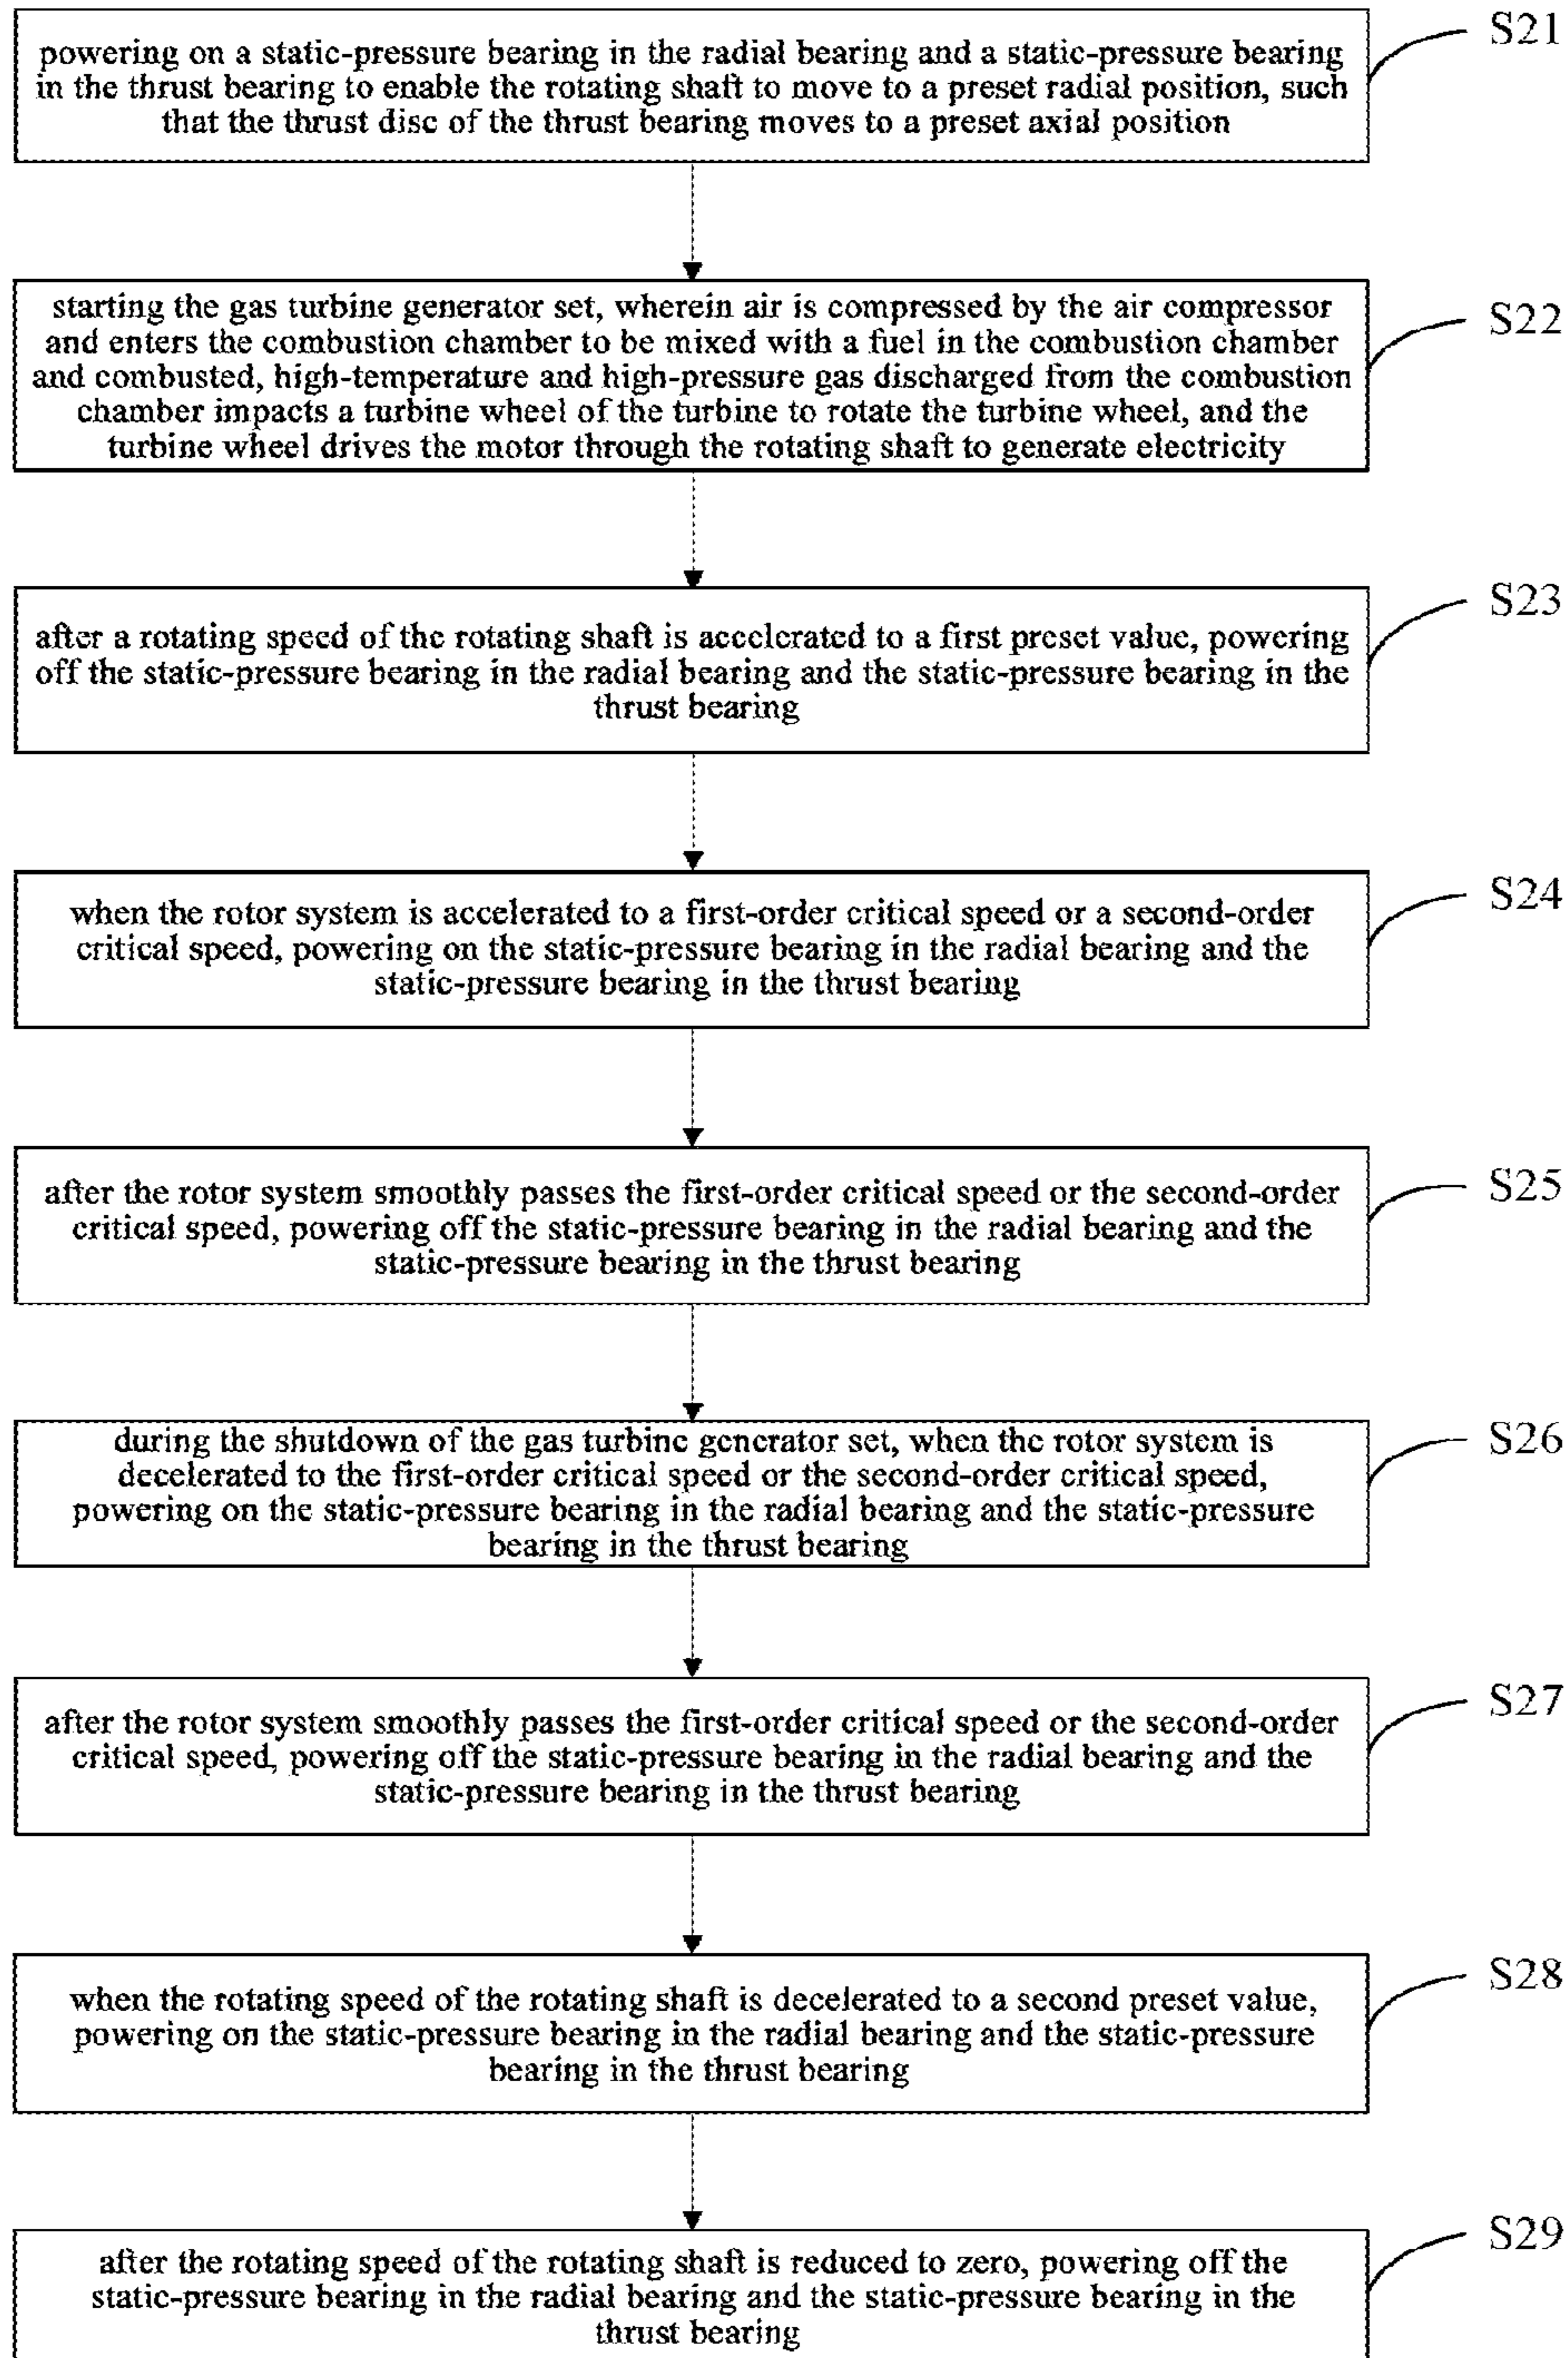 S21
powering on a static-pressure bearing in the radial bearing and a static-pressure bearing
in the thrust bearing to enable the rotating shaft to move to a preset radial position, such
that the thrust disc of the thrust bearing moves to a preset axial position
S22
starting the gas turbine generator set, wherein air is compressed by the air compressor
and enters the combustion chamber to be mixed with a fuel in the combustion chamber
and combusted, high-temperature and high-pressure gas discharged from the combustion
chamber impacts a turbine wheel of the turbine to rotate the turbine wheel, and the
turbine wheel drives the motor through the rotating shaft to generate electricity
S23
after a rotating speed of the rotating shaft is accelerated to a first preset value, powering
off the static-pressure bearing in the radial bearing and the static-pressure bearing in the
thrust bearing
S24
when the rotor system is accelerated to a first-order critical speed or a second-order
critical speed, powering on the static-pressure bearing in the radial bearing and the
static-pressure bearing in the thrust bearing
S25
after the rotor system smoothly passes the first-order critical speed or the second-order
critical speed, powering off the static-pressure bearing in the radial bearing and the
static-pressure bearing in the thrust bearing
S26
during the shutdown of the gas turbine generator set, when the rotor system is
decelerated to the first-order critical speed or the second-order critical speed,
powering on the static-pressure bearing in the radial bearing and the static-pressure
bearing in the thrust bearing
S27
after the rotor system smoothly passes the first-order critical speed or the second-order
critical speed, powering off the static-pressure bearing in the radial bearing and the
static-pressure bearing in the thrust bearing
S28
when the rotating speed of the rotating shaft is decelerated to a second preset value,
powering on the static-pressure bearing in the radial bearing and the static-pressure
bearing in the thrust bearing
S29
after the rotating speed of the rotating shaft is reduced to zero, powering off the
static-pressure bearing in the radial bearing and the static-pressure bearing in the
thrust bearing